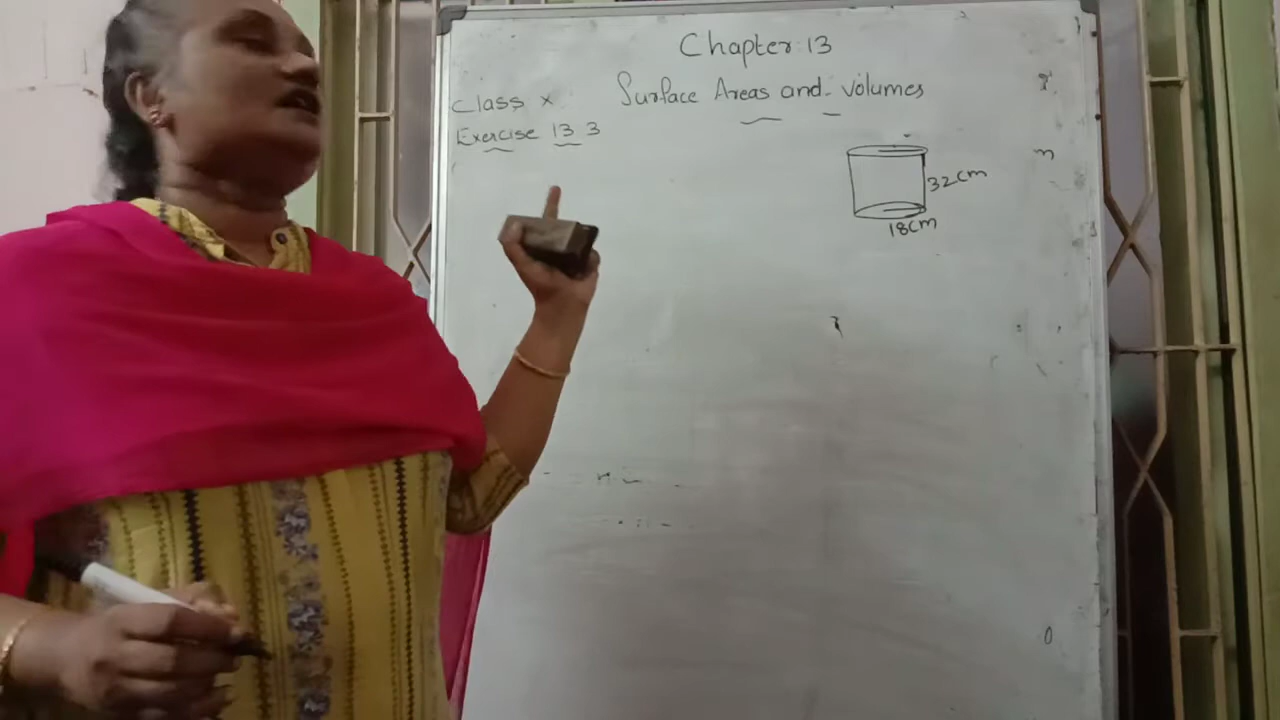 Chapter 13
Surface Areas and volumes
Class x
Exercise 13 3
32cm
18cm